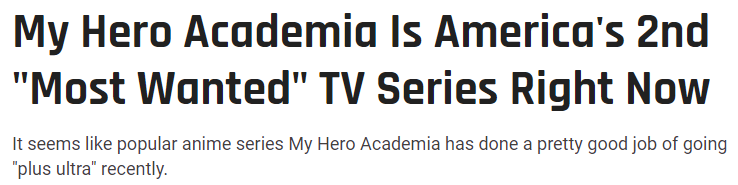 My Hero Academia Is America's 2nd
"Most Wanted" TV Series Right Now
It seems like popular anime series My Hero Academia has done a pretty good job of going
"plus ultra" recently.